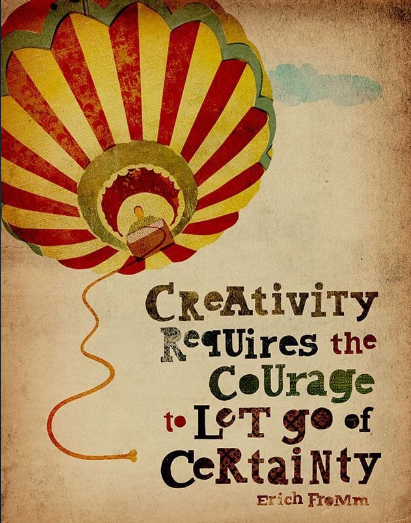 Creativity
Requires the
Courage
to Let go of
Certainty
Erich Fromm